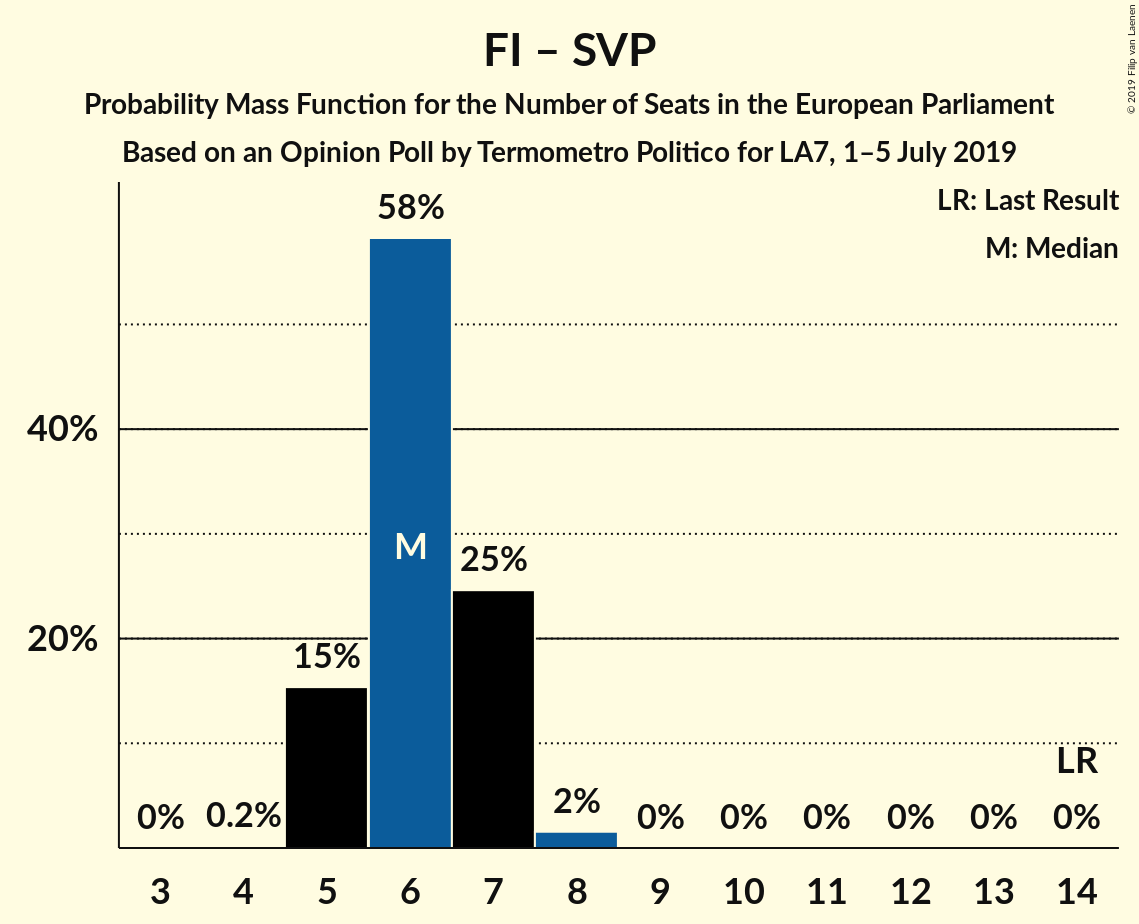 FI – SVP
Probability Mass Function for the Number of Seats in the European Parliament
Based on an Opinion Poll by Termometro Politico for LA7, 1–5 July 2019
© 2019 Filip van Laenen
LR: Last Result
M: Median
58%
40%
M
25%
20%
15%
LR
2%
0% 0.2% 0% 0% 0% 0% 0% 0%
3 4 5 6 7 8 9 10 11 12 13 14